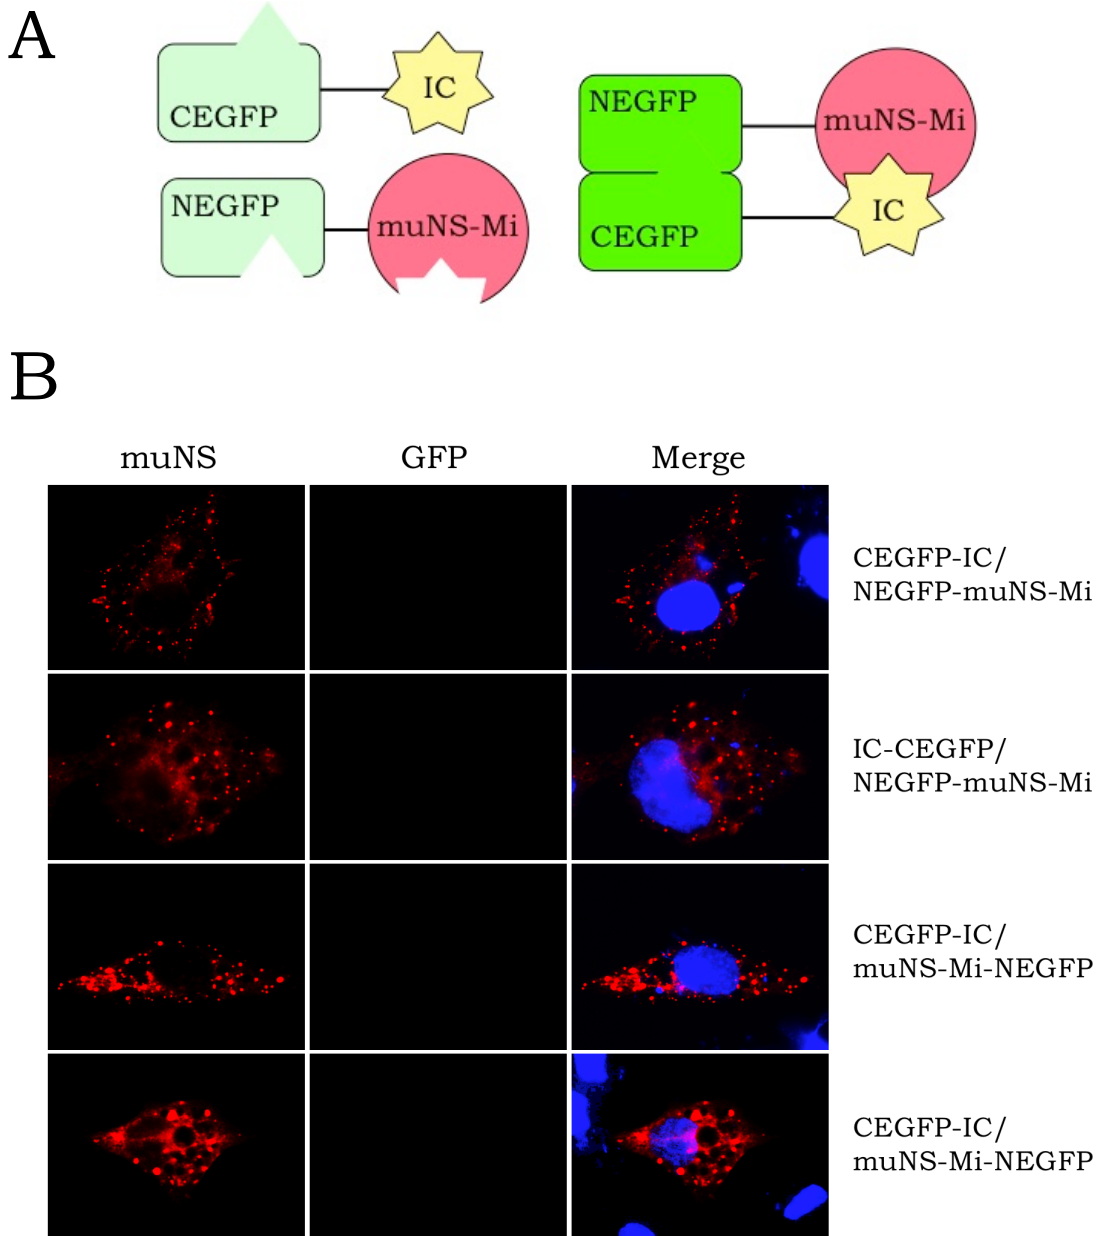 A
CEGFP
IC
NEGFP
muNS-Mi
NEGFP
muNS-Mi
CEGFP
IC
B
muNS GFP Merge
CEGFP-IC/
NEGFP-muNS-Mi
IC-CEGFP/
NEGFP-muNS-Mi
CEGFP-IC/
muNS-Mi-NEGFP
CEGFP-IC/
muNS-Mi-NEGFP